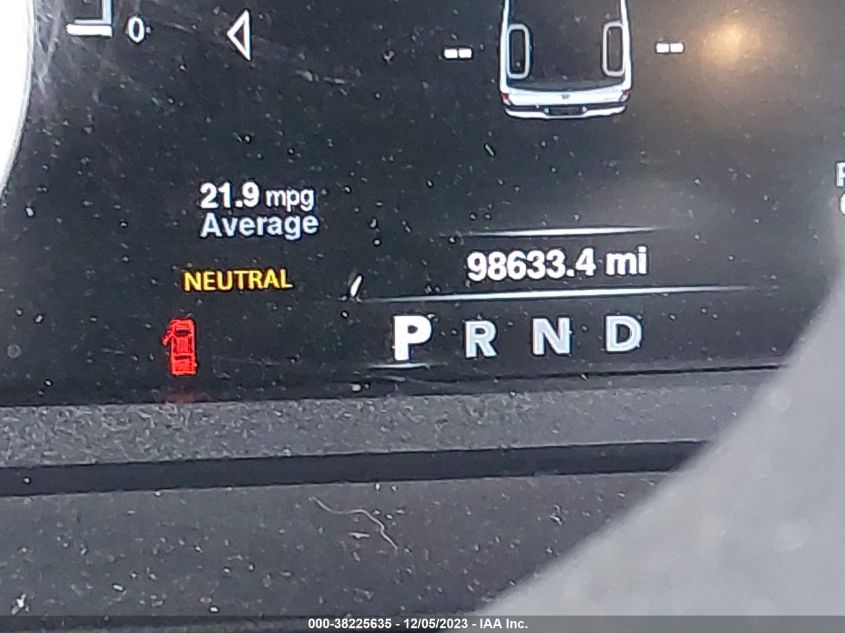 0
-- --
21.9 mpg
Average
98633.4 mi
NEUTRAL
P R N D
000-38225635 - 12/05/2023 - IAA Inc.